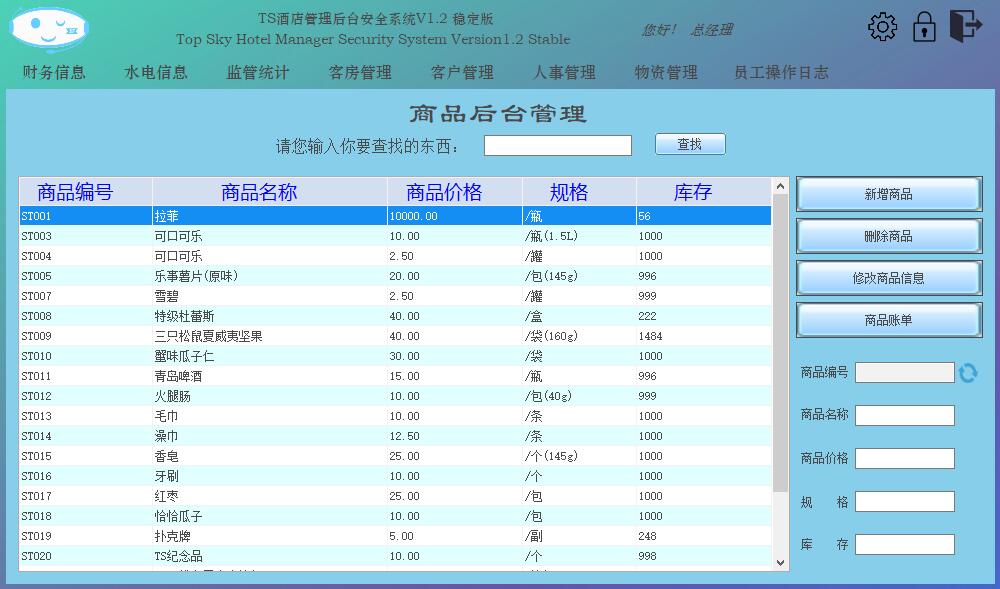 TS酒店管理后台安全系统V1.2 稳定版
Top Sky Hotel Manager Security System Version1.2 Stable
您好！ 总经理
财务信息 水电信息 监管统计 客房管理 客户管理 人事管理 物资管理 员工操作日志
商品后台管理
请您输入你要查找的东西： 查找
商品编号 商品名称 商品价格 规格 库存
ST001 拉菲 10000.00 /瓶 56
ST003 可口可乐 10.00 /瓶(1.5L) 1000
ST004 可口可乐 2.50 /罐 1000
ST005 乐事薯片(原味) 20.00 /包(145g) 996
ST007 雪碧 2.50 /罐 999
ST008 特级杜蕾斯 40.00 /盒 222
ST009 三只松鼠夏威夷坚果 40.00 /袋(160g) 1484
ST010 蟹味瓜子仁 30.00 /袋 1000
ST011 青岛啤酒 15.00 /瓶 996
ST012 火腿肠 10.00 /包(40g) 999
ST013 毛巾 10.00 /条 1000
ST014 澡巾 12.50 /条 1000
ST015 香皂 25.00 /个(145g) 1000
ST016 牙刷 10.00 /个 1000
ST017 红枣 25.00 /包 1000
ST018 恰恰瓜子 10.00 /包 1000
ST019 扑克牌 5.00 /副 248
ST020 TS纪念品 10.00 /个 998
新增商品
删除商品
修改商品信息
商品账单
商品编号
商品名称
商品价格
规 格
库 存